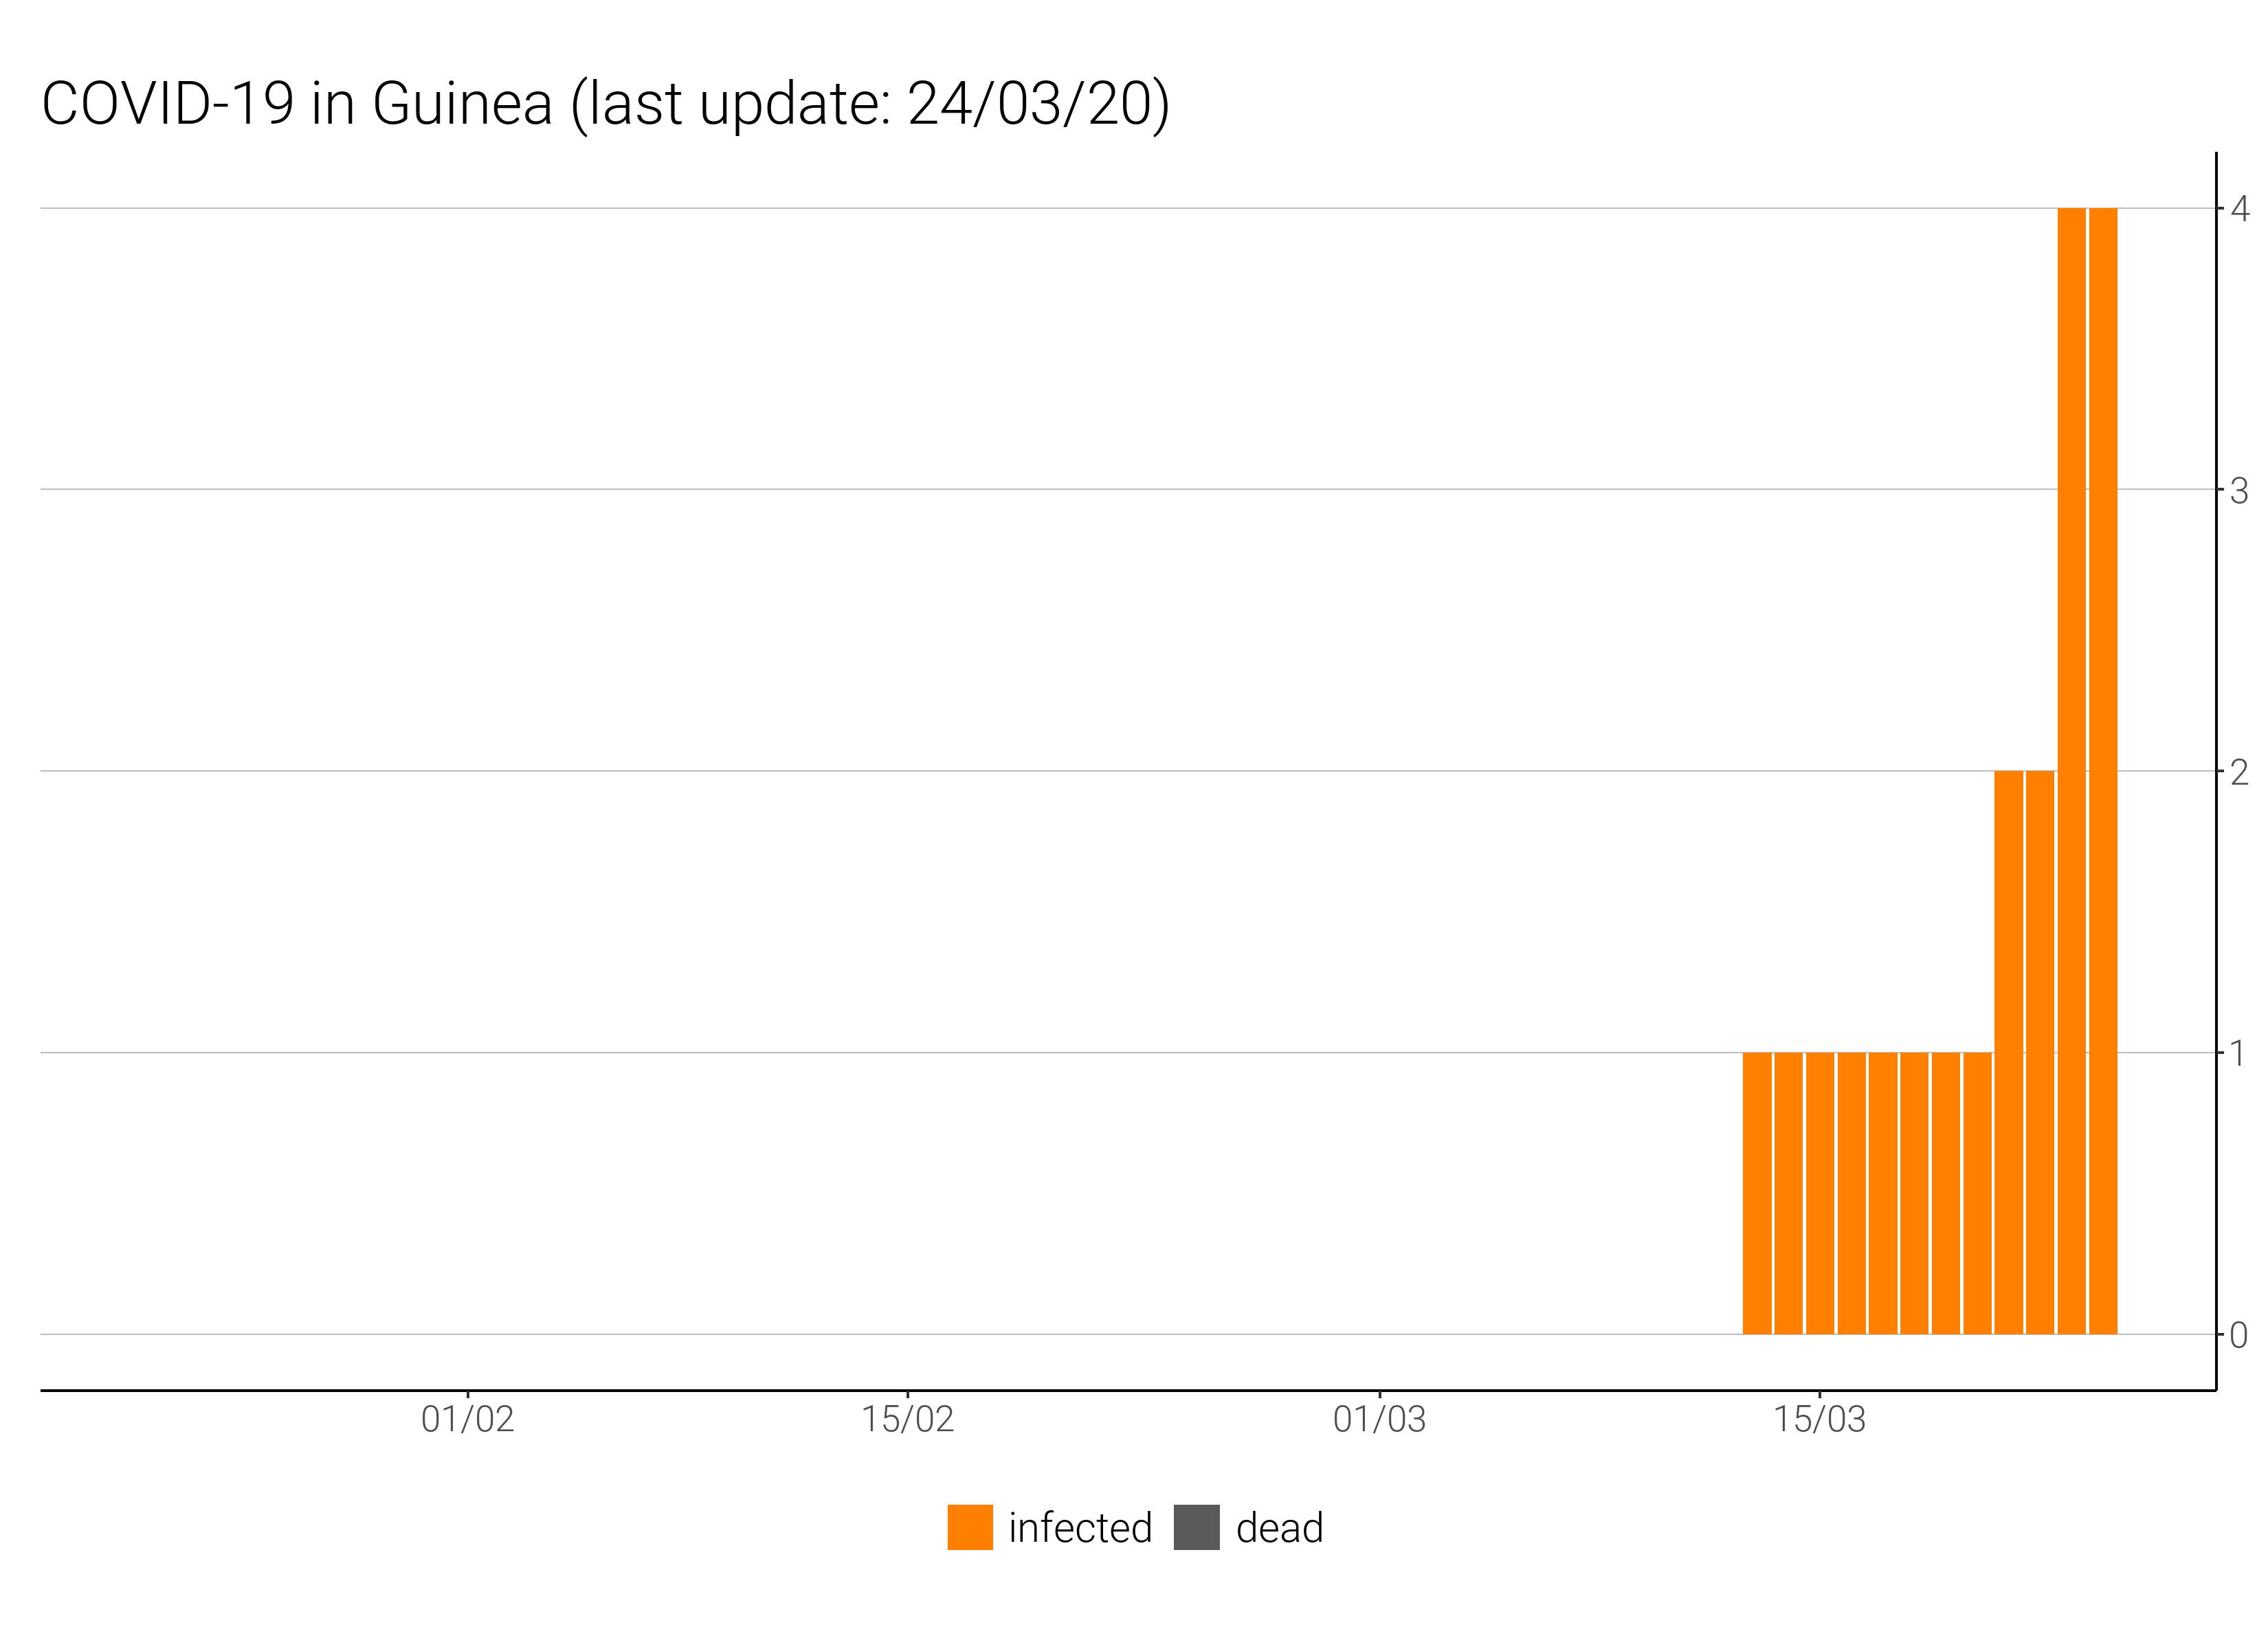 COVID-19 in Guinea (last update: 24/03/20)
4
3
2
1
0
01/02 15/02 01/03 15/03
infected dead